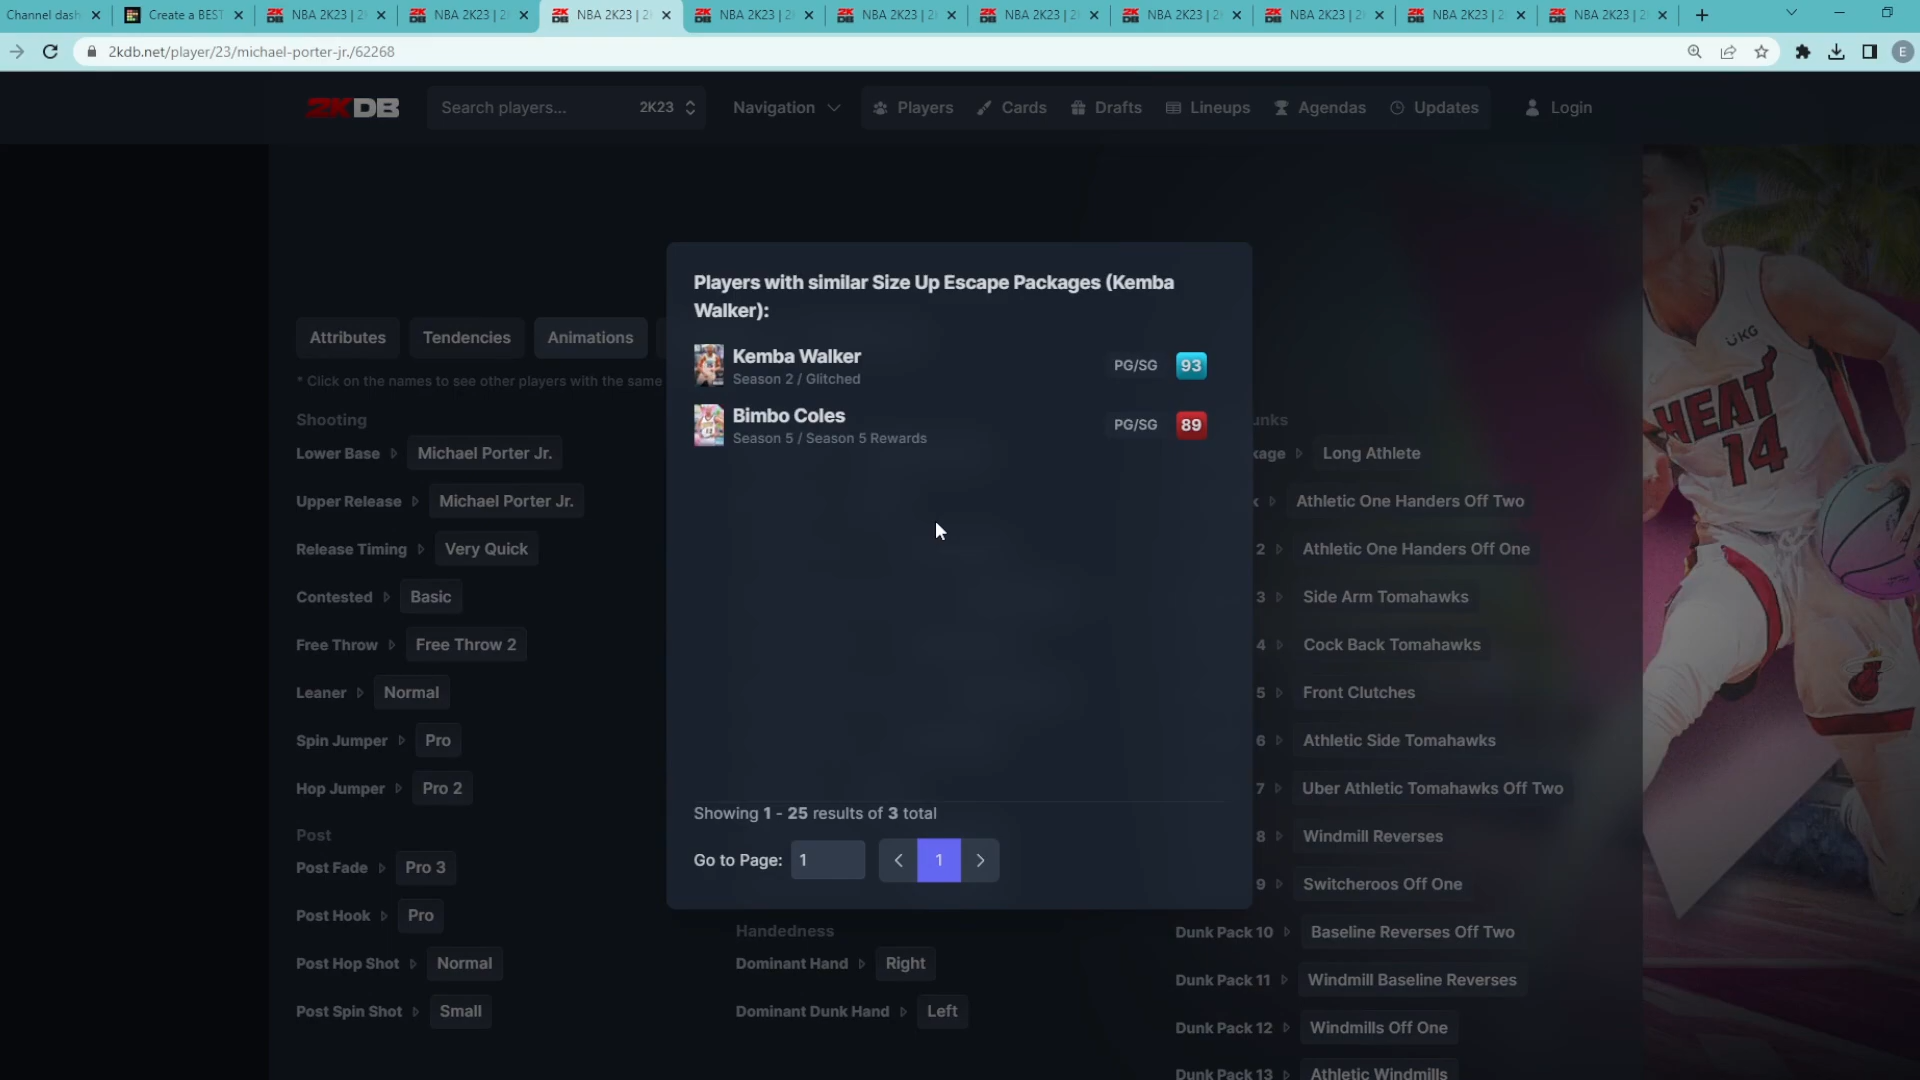 Channel dash
Create a BEST
NBA 2K23 | 2
NBA 2K23 | 2
NBA 2K23 | 2
NBA 2K23 | 2
NBA 2K23 | 2
NBA 2K23 | 2
NBA 2K23 | 2
NBA 2K23 | 2
NBA 2K23 | 2
NBA 2K23 | 2
2kdb.net/player/23/michael-porter-jr./62268
E
2KDB
Search players...
2K23
Navigation
Players
Cards
Drafts
Lineups
Agendas
Updates
Login
Attributes
Tendencies
Animations
* Click on the names to see other players with the same
Shooting
Lower Base
Michael Porter Jr.
Upper Release
Michael Porter Jr.
Release Timing
Very Quick
Contested
Basic
Free Throw
Free Throw 2
Leaner
Normal
Spin Jumper
Pro
Hop Jumper
Pro 2
Post
Post Fade
Pro 3
Post Hook
Pro
Post Hop Shot
Normal
Post Spin Shot
Small
Players with similar Size Up Escape Packages (Kemba
Walker):
Kemba Walker
Season 2 / Glitched
PG/SG
93
Bimbo Coles
Season 5 / Season 5 Rewards
PG/SG
89
Showing 1 - 25 results of 3 total
Go to Page:
1
1
Handedness
Dominant Hand
Right
Dominant Dunk Hand
Left
unks
kage
Long Athlete
k
Athletic One Handers Off Two
2
Athletic One Handers Off One
3
Side Arm Tomahawks
4
Cock Back Tomahawks
5
Front Clutches
6
Athletic Side Tomahawks
7
Uber Athletic Tomahawks Off Two
8
Windmill Reverses
9
Switcheroos Off One
Dunk Pack 10
Baseline Reverses Off Two
Dunk Pack 11
Windmill Baseline Reverses
Dunk Pack 12
Windmills Off One
Dunk Pack 13
Athletic Windmills
UKG
HEAT
14